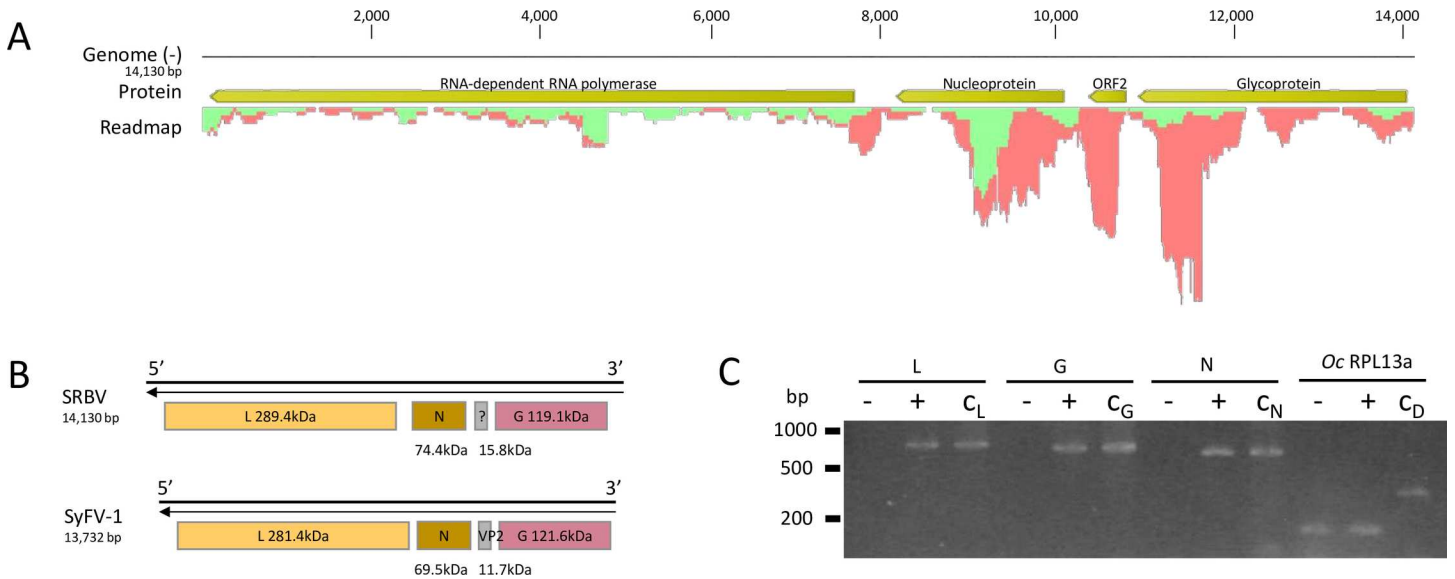 2,000 4,000 6,000 8,000 10,000 12,000 14,000
A
Genome (-)
14,130 bp
RNA-dependent RNA polymerase Nucleoprotein ORF2 Glycoprotein
Protein
Readmap
B
5’ 3’
SRBV
14,130 bp
L 289.4kDa N ? G 119.1kDa
74.4kDa 15.8kDa
5’ 3’
SyFV-1
13,732 bp
L 281.4kDa N VP2 G 121.6kDa
69.5kDa 11.7kDa
C
L G N Oc RPL13a
bp - + CL - + CG - + CN - + CD
1000
500
200